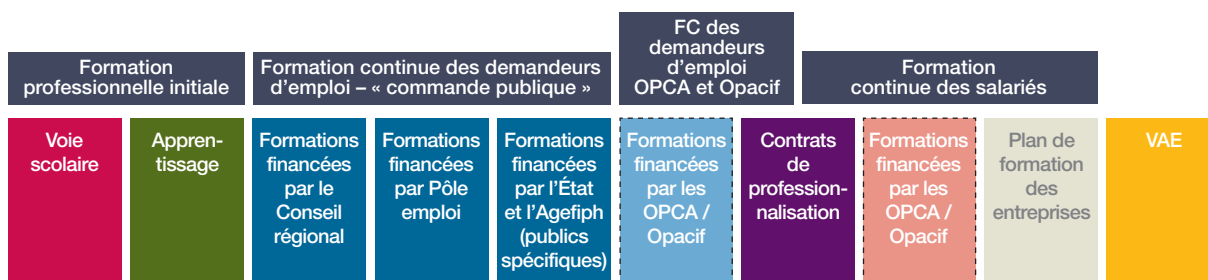 Formation
professionnelle initiale
Formation continue des demandeurs
d'emploi – « commande publique »
FC des
demandeurs
d'emploi
OPCA et Opacif
Formation
continue des salariés
Voie
scolaire
Appren-
tissage
Formations
financées
par le
Conseil
régional
Formations
financées
par Pôle
emploi
Formations
financées
par l'État
et l'Agefiph
(publics
spécifiques)
Formations
financées
par les
OPCA /
Opacif
Contrats
de
profession-
nalisation
Formations
financées
par les
OPCA /
Opacif
Plan de
formation
des
entreprises
VAE